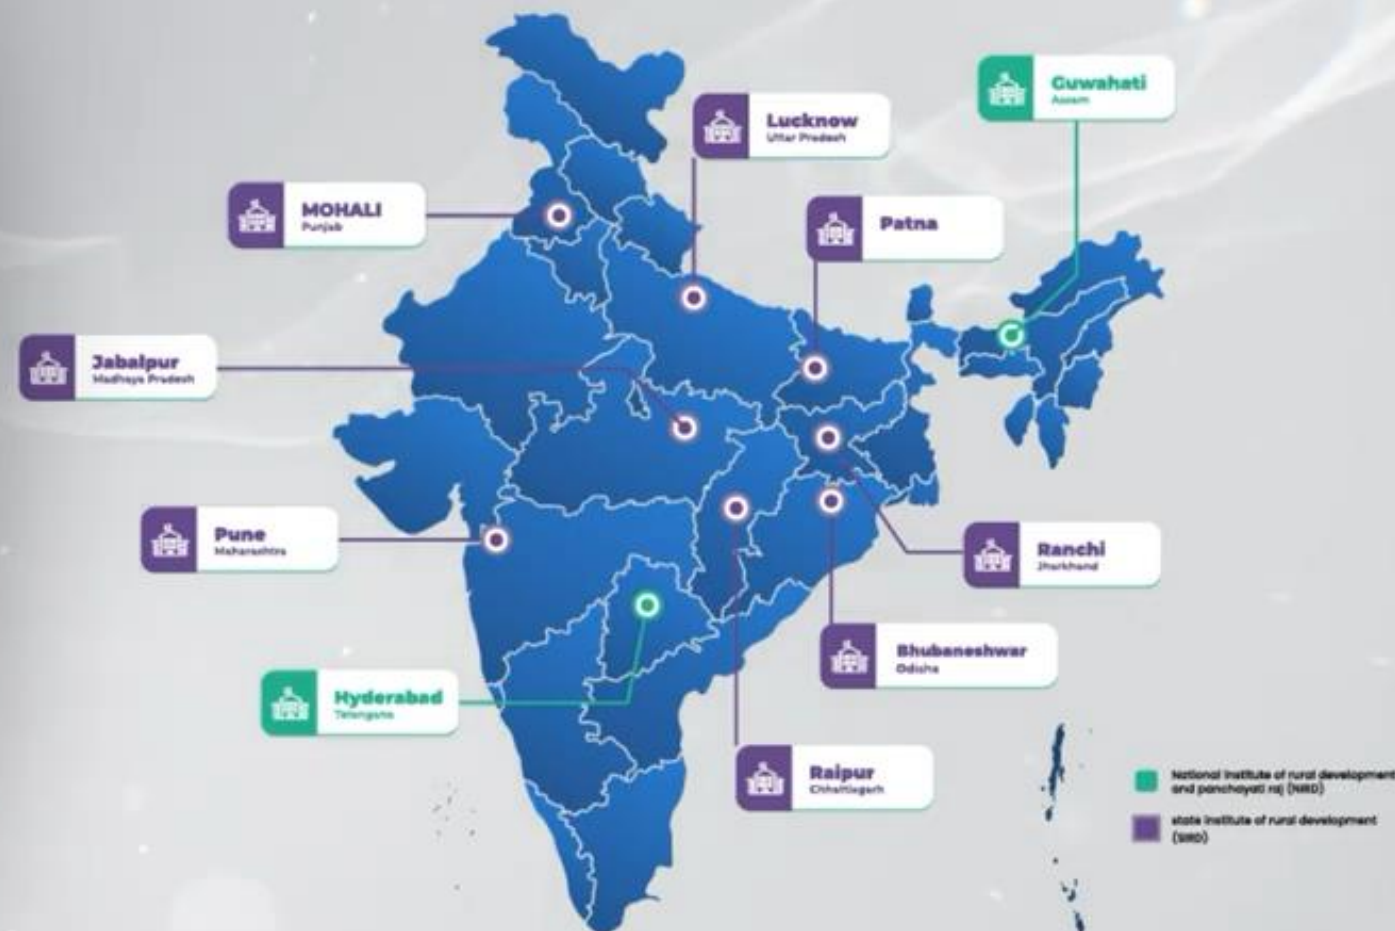 Guwahati
Assam
Lucknow
Uttar Pradesh
MOHALI
Punjab
Patna
Jabalpur
Madhaya Pradesh
Pune
Maharashtra
Ranchi
Jharkhand
Bhubaneshwar
Odisha
Hyderabad
Telangana
Raipur
Chhattisgarh
National institute of rural development
and panchayati raj (NIRD)
state institute of rural development
(SIRD)